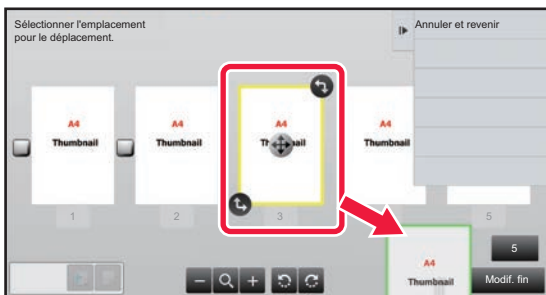 Sélectionner l'emplacement
pour le déplacement.
Annuler et revenir
A4
Thumbnail
A4
Thumbnail
A4
A4
Thumbnail
1
2
3
5
A4
Thumbnail
5
Modif. fin